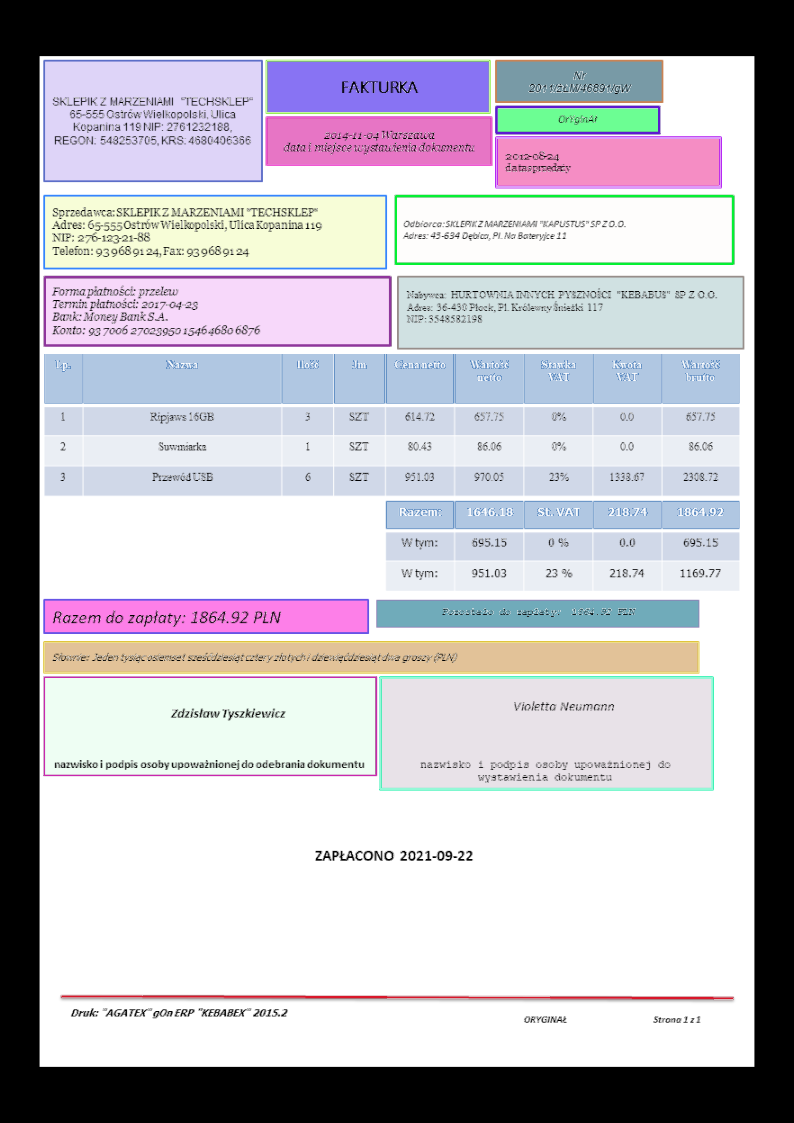 SKLEPIK Z MARZENIAMI "TECHSKLEP"
65-555 Ostrów Wielkopolski, Ulica
Kopanina 119 NIP: 2761232188,
REGON: 548253705, KRS: 4680406366
FAKTURKA
2014-11-04 Warszawa
data i miejsce wystawienia dokumentu
Nr
OryginAł
2012-08-24
data sprzedaży
Sprzedawca: SKLEPIK Z MARZENIAMI "TECHSKLEP"
Adres: 65-555 Ostrów Wielkopolski, Ulica Kopanina 119
NIP: 276-123-21-88
Telefon: 93 968 91 24, Fax: 93 968 91 24
Odbiorca: SKLEPIK Z MARZENIAMI "KAPUSTUS" SP Z O.O.
Adres: 45-634 Dębica, Pl. Na Bateryjce 11
Forma płatności: przelew
Termin płatności: 2017-04-23
Bank: Money Bank S.A.
Konto: 93 7006 27023950 1546 4680 6876
Nabywca: HURTOWNIA INNYCH PYSZNOŚCI "KEBABUS" SP Z O.O.
Adres: 36-430 Płock, Pl. Królewny Śnieżki 117
NIP: 3548582198
Lp. Nazwa Ilość Jm Cena netto Wartość netto Stawka VAT Kwota VAT Wartość brutto
1 Ripjaws 16GB 3 SZT 614.72 657.75 0% 0.0 657.75
2 Suwmiarka 1 SZT 80.43 86.06 0% 0.0 86.06
3 Przewód USB 6 SZT 951.03 970.05 23% 1338.67 2308.72
Razem: 1646.18 St. VAT 218.74 1864.92
W tym: 695.15 0 % 0.0 695.15
W tym: 951.03 23 % 218.74 1169.77
Razem do zapłaty: 1864.92 PLN
Pozostało do zapłaty: 1864.92 PLN
Słownie: Jeden tysiąc osiemset sześćdziesiąt cztery złotych i dziewięćdziesiąt dwa groszy (PLN)
Zdzisław Tyszkiewicz
nazwisko i podpis osoby upoważnionej do odebrania dokumentu
Violetta Neumann
nazwisko i podpis osoby upoważnionej do
wystawienia dokumentu
ZAPŁACONO 2021-09-22
Druk: "AGATEX" gOn ERP "KEBABEX" 2015.2
ORYGINAŁ
Strona 1 z 1